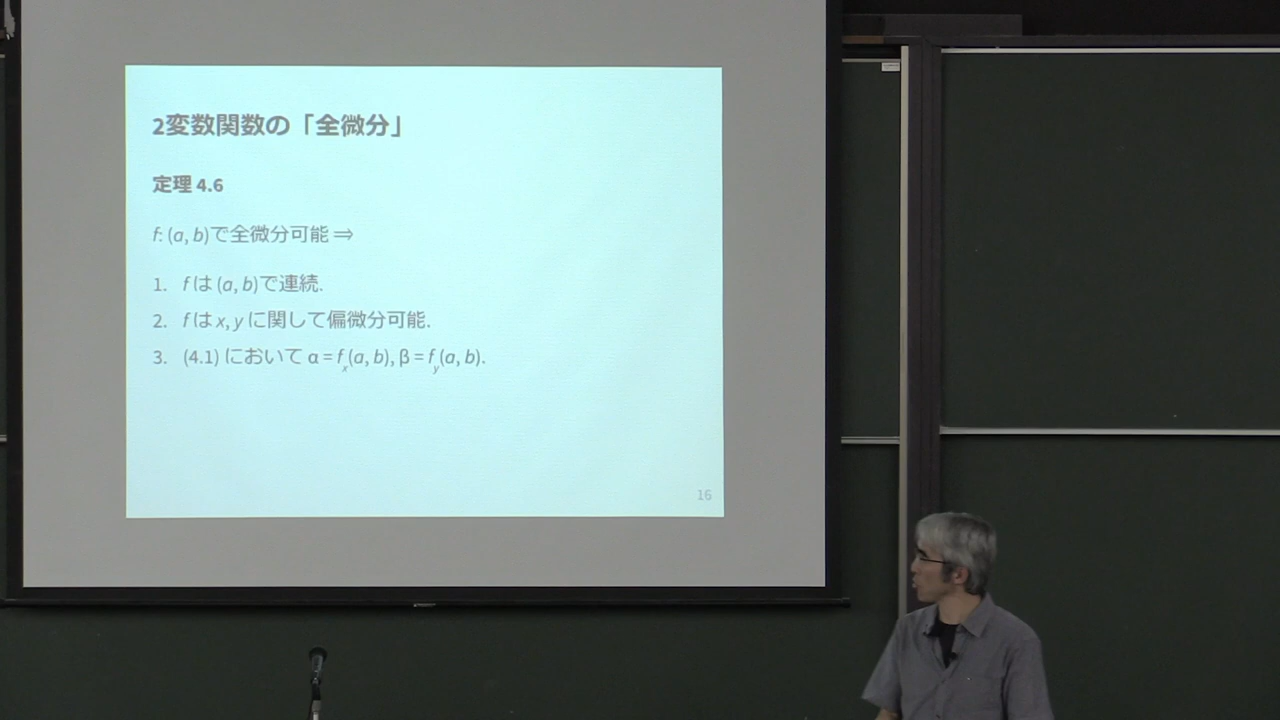 2変数関数の「全微分」
定理 4.6
f: (a, b)で全微分可能 ⇒
1. f は (a, b)で連続.
2. f は x, y に関して偏微分可能.
3. (4.1) において α = fx(a, b), β = fy(a, b).
16